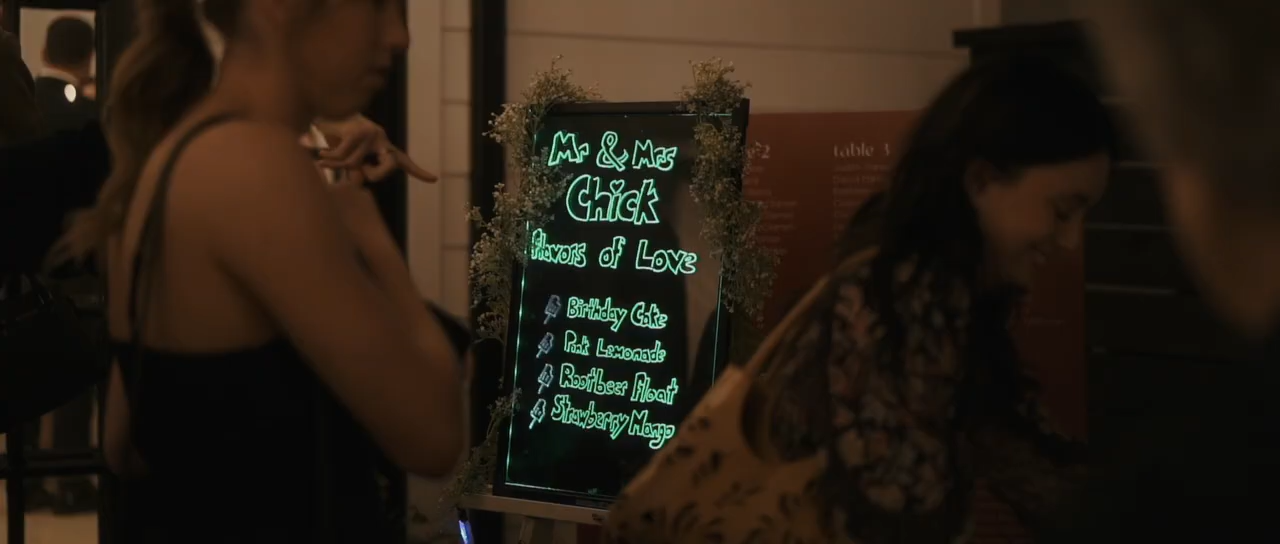 Mr & Mrs
Chick
Flavors of Love
Birthday Cake
Pink Lemonade
Rootbeer Float
Strawberry Mango
table 3